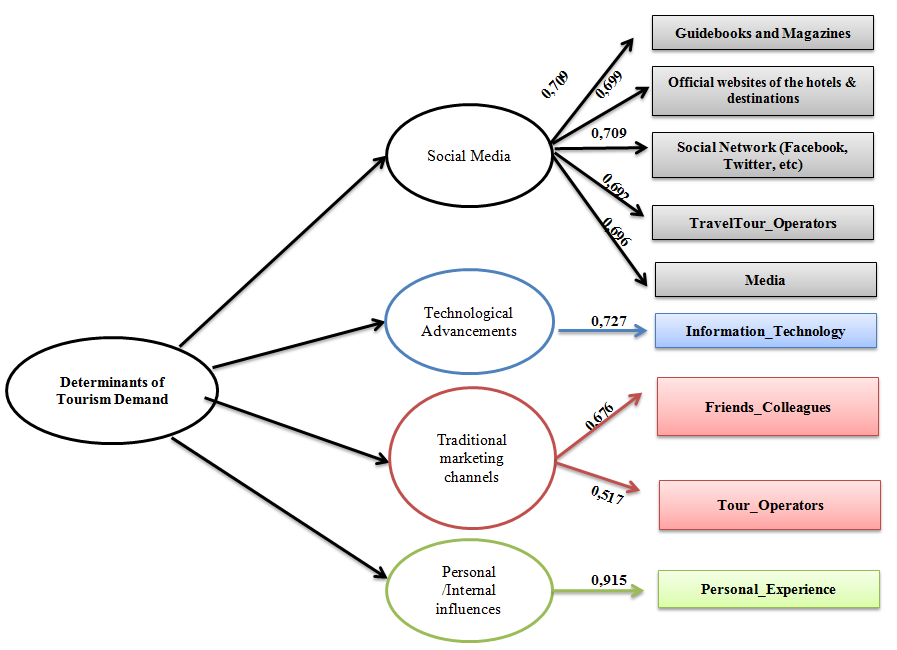 Guidebooks and Magazines
0,709
0,699
Official websites of the hotels &
destinations
0,709
Social Network (Facebook,
Twitter, etc)
Social Media
0,692
TravelTour_Operators
0,696
Media
Technological
Advancements
0,727
Information_Technology
Determinants of
Tourism Demand
Friends_Colleagues
0,676
Traditional
marketing
channels
0,517
Tour_Operators
Personal
/Internal
influences
0,915
Personal_Experience